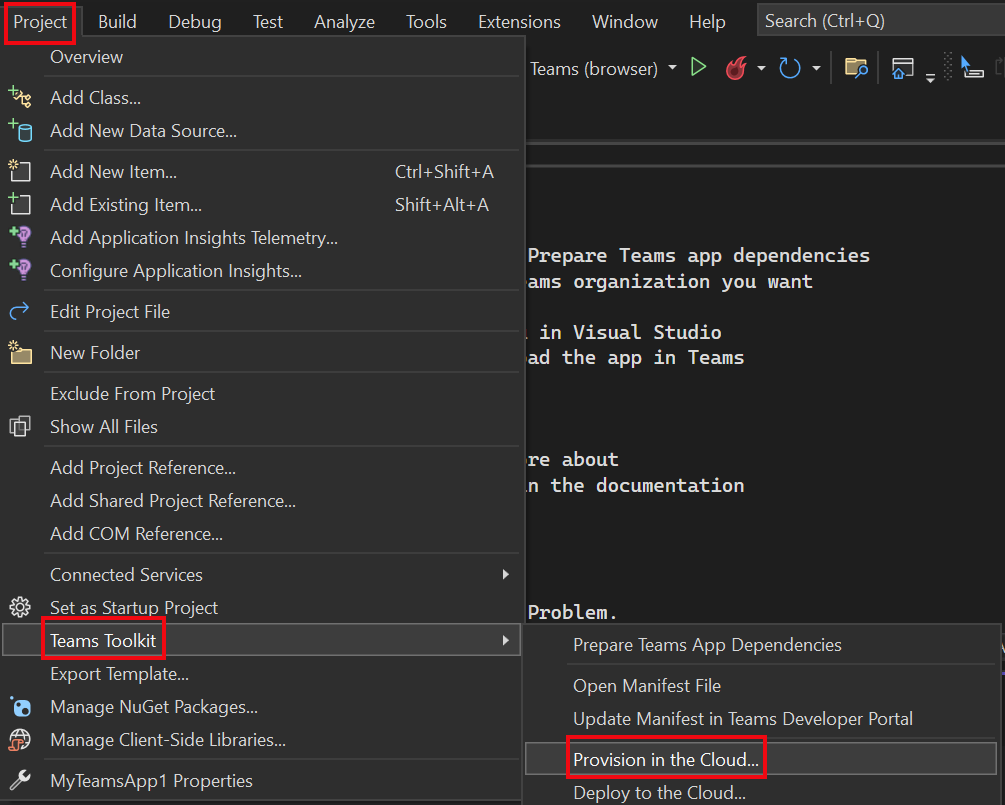 Project Build Debug Test Analyze Tools Extensions Window Help Search (Ctrl+Q)
Overview
Teams (browser)
Add Class...
Add New Data Source...
Add New Item... Ctrl+Shift+A
Add Existing Item... Shift+Alt+A
Add Application Insights Telemetry...
Prepare Teams app dependencies
Configure Application Insights...
organization you want
Edit Project File
in Visual Studio
New Folder
the app in Teams
Exclude From Project
Show All Files
about
Add Project Reference...
in the documentation
Add Shared Project Reference...
Add COM Reference...
Connected Services
Set as Startup Project
Problem.
Teams Toolkit
Prepare Teams App Dependencies
Export Template...
Open Manifest File
Manage NuGet Packages...
Update Manifest in Teams Developer Portal
Manage Client-Side Libraries...
Provision in the Cloud...
MyTeamsApp1 Properties
Deploy to the Cloud...